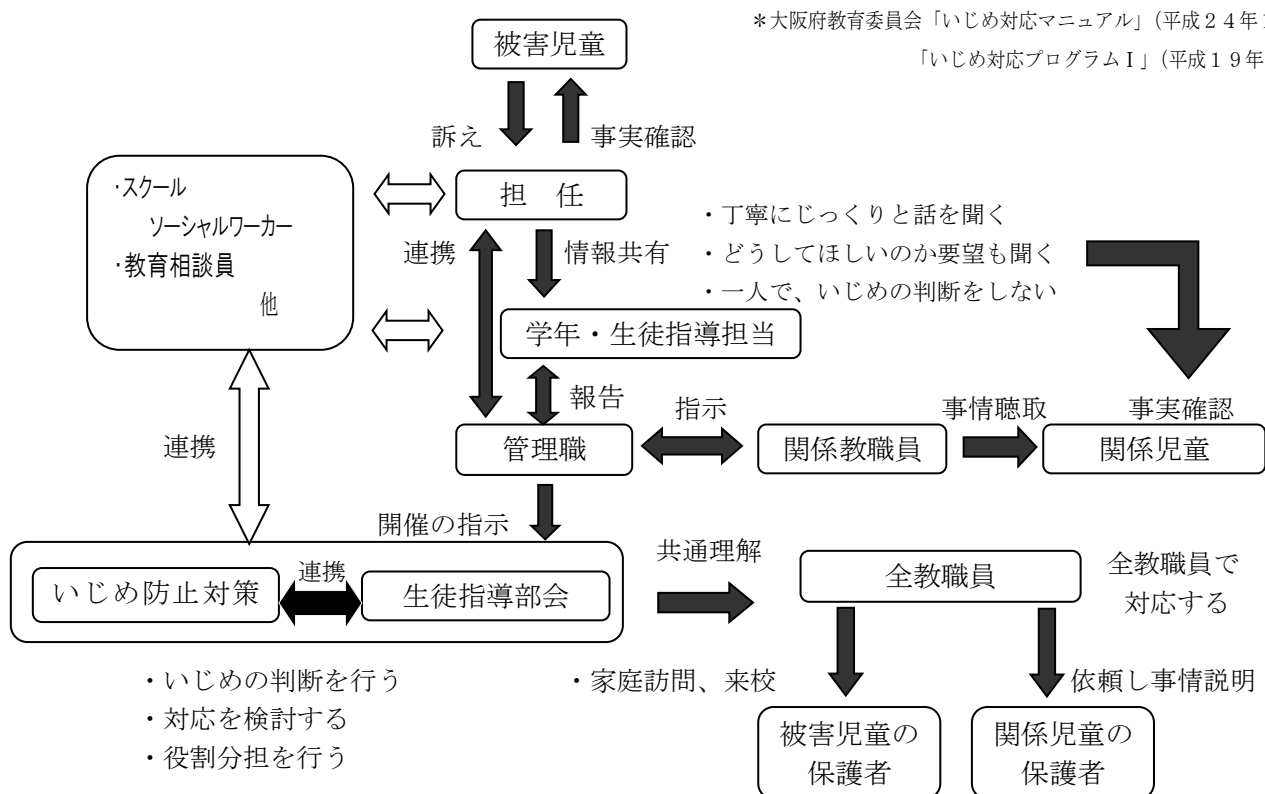 *大阪府教育委員会「いじめ対応マニュアル」(平成２４年
「いじめ対応プログラムⅠ」(平成１９年
被害児童
訴え
事実確認
・スクール
ソーシャルワーカー
・教育相談員
他
担　任
連携
情報共有
・丁寧にじっくりと話を聞く
・どうしてほしいのか要望も聞く
・一人で、いじめの判断をしない
学年・生徒指導担当
報告
指示
事情聴取
事実確認
連携
管理職
関係教職員
関係児童
開催の指示
共通理解
いじめ防止対策
連携
生徒指導部会
全教職員
全教職員で
対応する
・いじめの判断を行う
・対応を検討する
・役割分担を行う
・家庭訪問、来校
依頼し事情説明
被害児童の
保護者
関係児童の
保護者